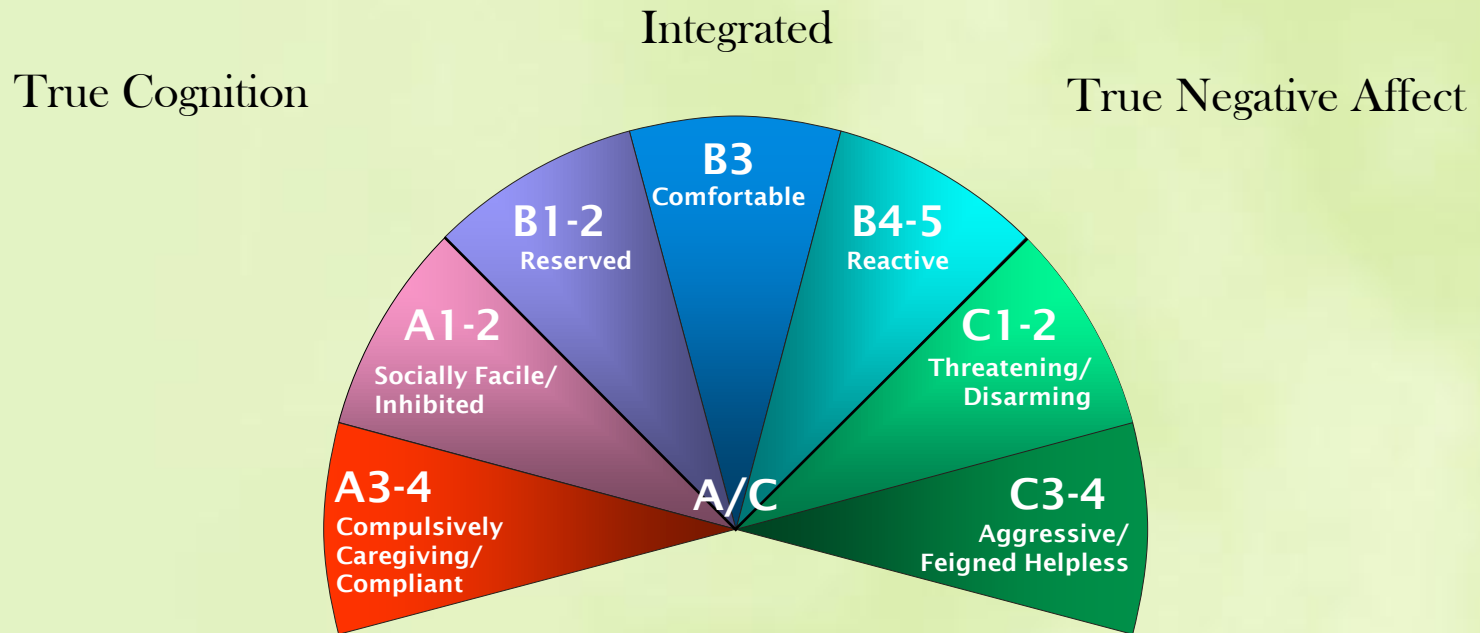 Integrated
True Cognition
True Negative Affect
B3
Comfortable
B1-2
Reserved
B4-5
Reactive
A1-2
Socially Facile/
Inhibited
C1-2
Threatening/
Disarming
A3-4
Compulsively
Caregiving/
Compliant
A/C
C3-4
Aggressive/
Feigned Helpless